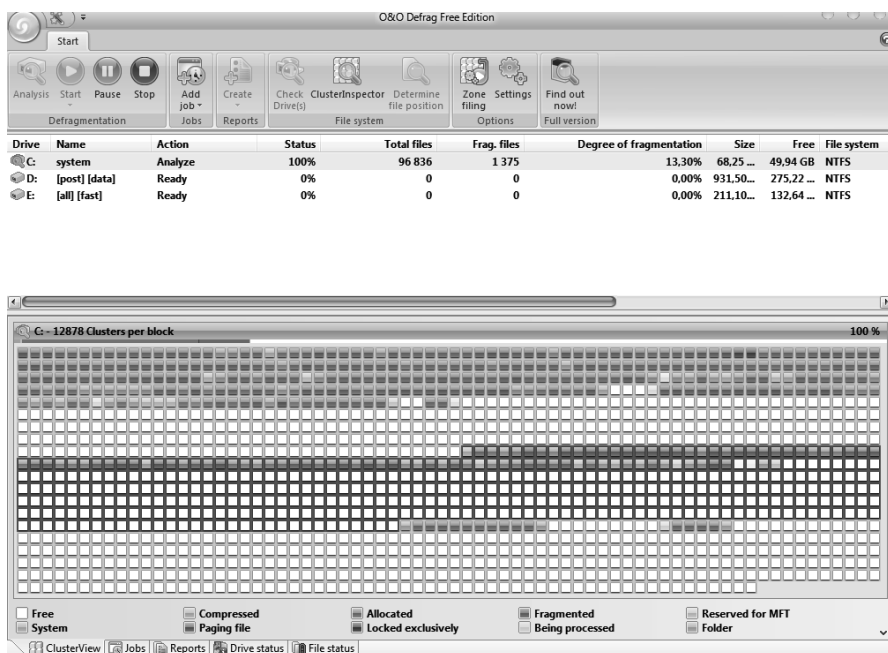 O&O Defrag Free Edition
Start
Analysis Start Pause Stop Add job Create Check Drive(s) ClusterInspector Determine file position Zone filing Settings Find out now!
Defragmentation Jobs Reports File system Options Full version
Drive Name Action Status Total files Frag. files Degree of fragmentation Size Free File system
C: system Analyze 100% 96 836 1 375 13,30% 68,25 ... 49,94 GB NTFS
D: [post] [data] Ready 0% 0 0 0,00% 931,50... 275,22 ... NTFS
E: [all] [fast] Ready 0% 0 0 0,00% 211,10... 132,64 ... NTFS
C: - 12878 Clusters per block 100 %
Free Compressed Allocated Fragmented Reserved for MFT
System Paging file Locked exclusively Being processed Folder
ClusterView Jobs Reports Drive status File status